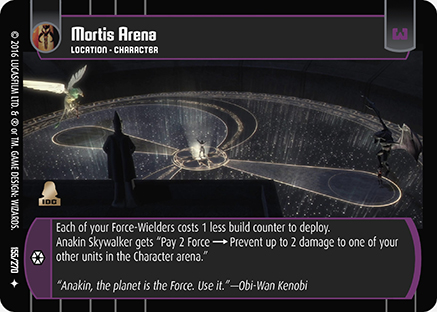 Mortis Arena
LOCATION - CHARACTER
IDC
Each of your Force-Wielders costs 1 less build counter to deploy.
Anakin Skywalker gets “Pay 2 Force → Prevent up to 2 damage to one of your
other units in the Character arena.”
“Anakin, the planet is the Force. Use it.”—Obi-Wan Kenobi
© 2016 LUCASFILM LTD. & ® or TM. GAME DESIGN: WIZARDS.
155/270